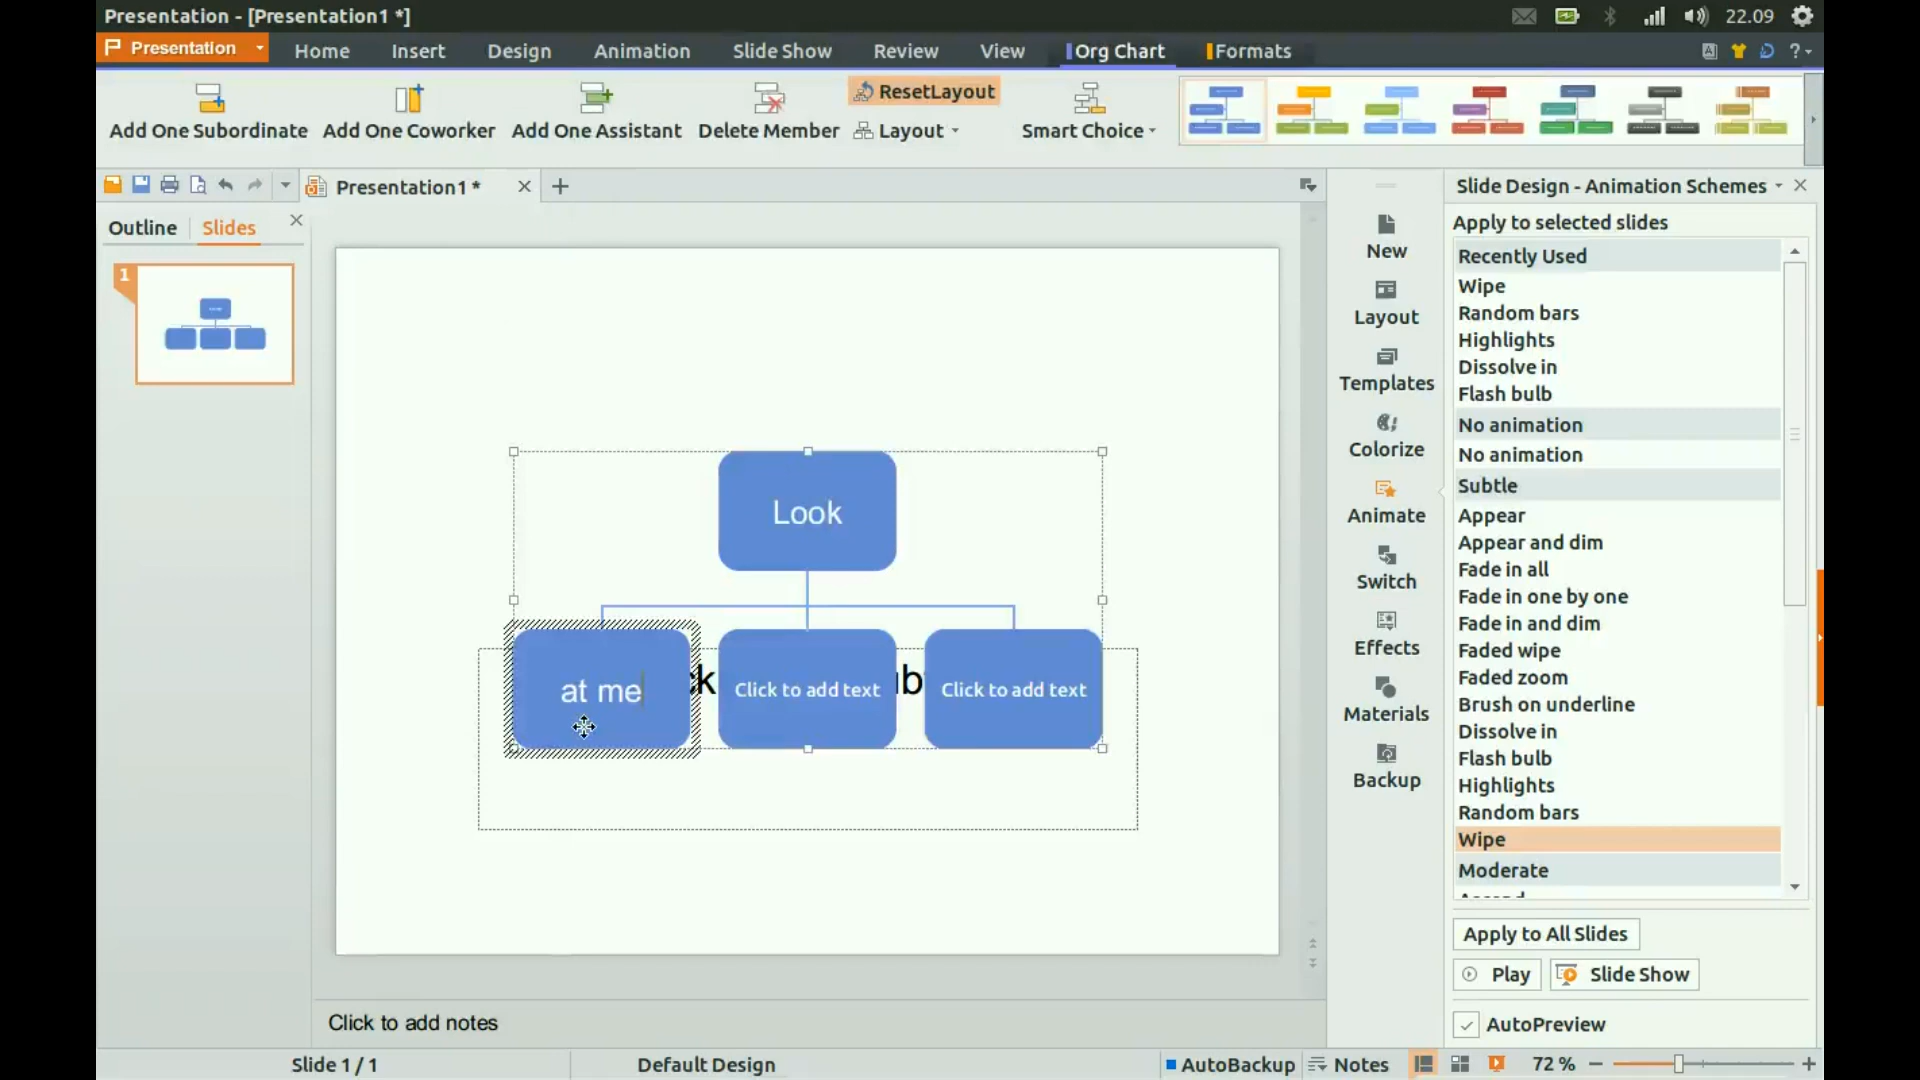 Presentation - [Presentation1 *]
22.09
Presentation
Home Insert Design Animation Slide Show Review View Org Chart Formats
Add One Subordinate Add One Coworker Add One Assistant Delete Member
ResetLayout
Layout
Smart Choice
Presentation1 *
Outline Slides
1
Look
at me
Click to add text
Click to add text
Click to add notes
New
Layout
Templates
Colorize
Animate
Switch
Effects
Materials
Backup
Slide Design - Animation Schemes
Apply to selected slides
Recently Used
Wipe
Random bars
Highlights
Dissolve in
Flash bulb
No animation
No animation
Subtle
Appear
Appear and dim
Fade in all
Fade in one by one
Fade in and dim
Faded wipe
Faded zoom
Brush on underline
Dissolve in
Flash bulb
Highlights
Random bars
Wipe
Moderate
Apply to All Slides
Play
Slide Show
AutoPreview
Slide 1 / 1
Default Design
AutoBackup
Notes
72 %